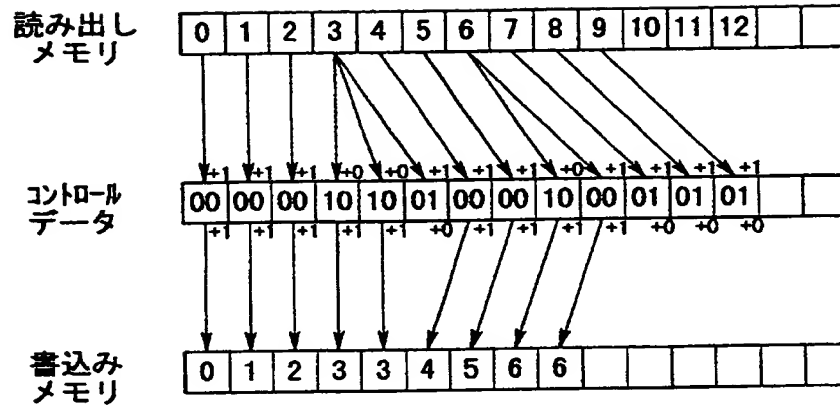 読み出し
メモリ
0 1 2 3 4 5 6 7 8 9 10 11 12
+1 +1 +1 +0 +0 +1 +1 +1 +0 +1 +1 +1 +1
コントロール
データ
00 00 00 10 10 01 00 00 10 00 01 01 01
+1 +1 +1 +1 +1 +0 +1 +1 +1 +1 +0 +0 +0
書込み
メモリ
0 1 2 3 3 4 5 6 6